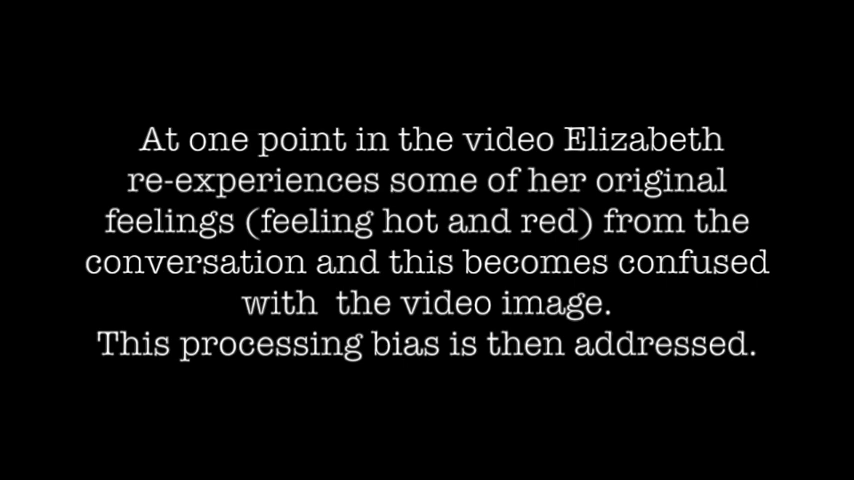 At one point in the video Elizabeth
re-experiences some of her original
feelings (feeling hot and red) from the
conversation and this becomes confused
with the video image.
This processing bias is then addressed.